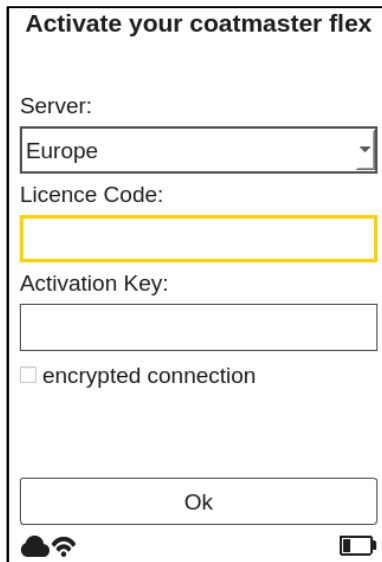 Activate your coatmaster flex
Server:
Europe
Licence Code:
Activation Key:
encrypted connection
Ok